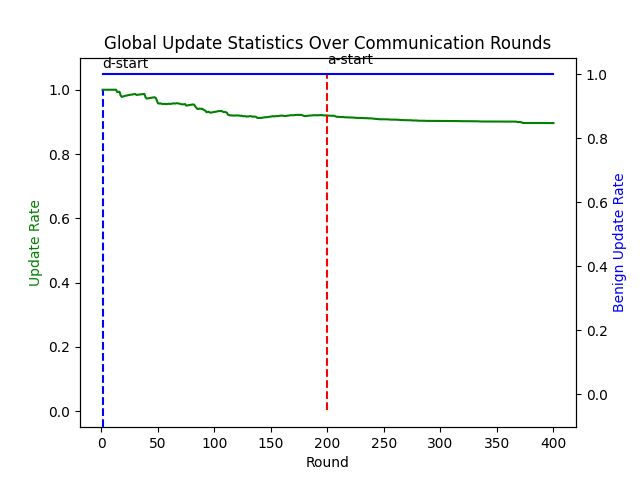 Global Update Statistics Over Communication Rounds
d-start
a-start
1.0
0.8
0.6
0.4
0.2
0.0
Update Rate
1.0
0.8
0.6
0.4
0.2
0.0
Benign Update Rate
0 50 100 150 200 250 300 350 400
Round